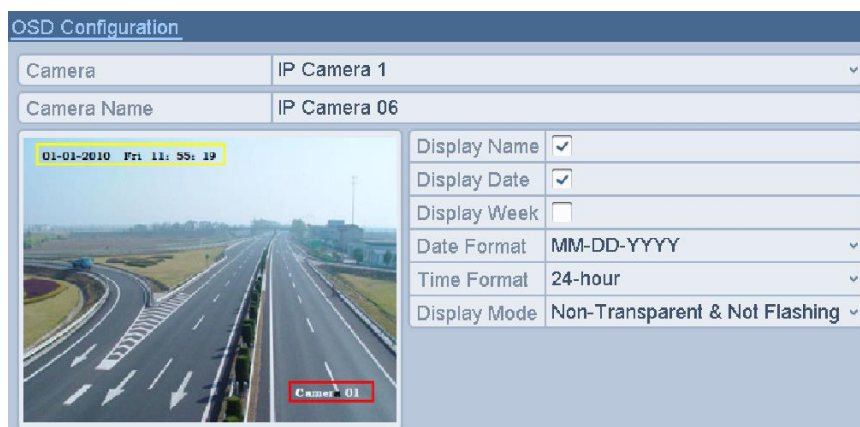 OSD Configuration
Camera IP Camera 1
Camera Name IP Camera 06
01-01-2010 Fri 11: 55: 19
Camera 01
Display Name
Display Date
Display Week
Date Format MM-DD-YYYY
Time Format 24-hour
Display Mode Non-Transparent & Not Flashing